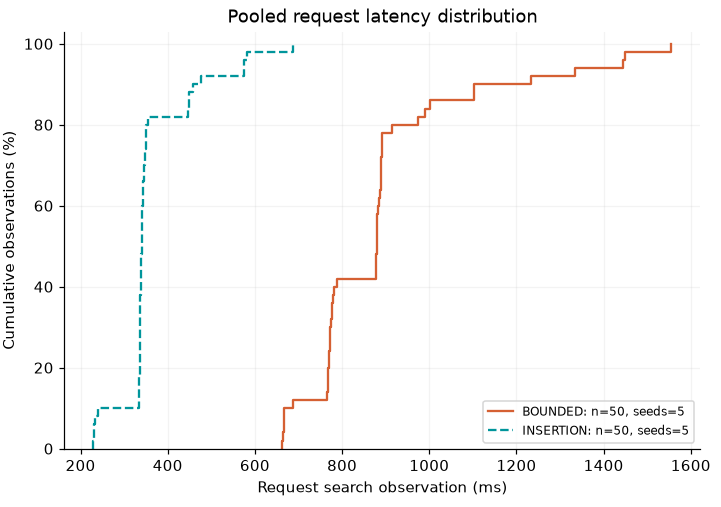 Pooled request latency distribution
Cumulative observations (%)
100
80
60
40
20
0
200 400 600 800 1000 1200 1400 1600
Request search observation (ms)
BOUNDED: n=50, seeds=5
INSERTION: n=50, seeds=5